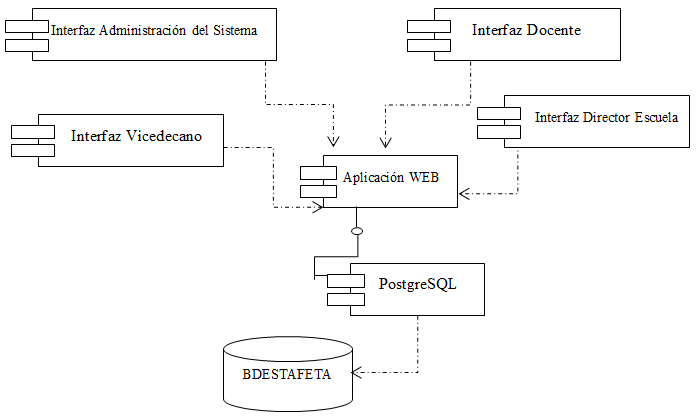 Interfaz Administración del Sistema
Interfaz Docente
Interfaz Director Escuela
Interfaz Vicedecano
Aplicación WEB
PostgreSQL
BDESTAFETA